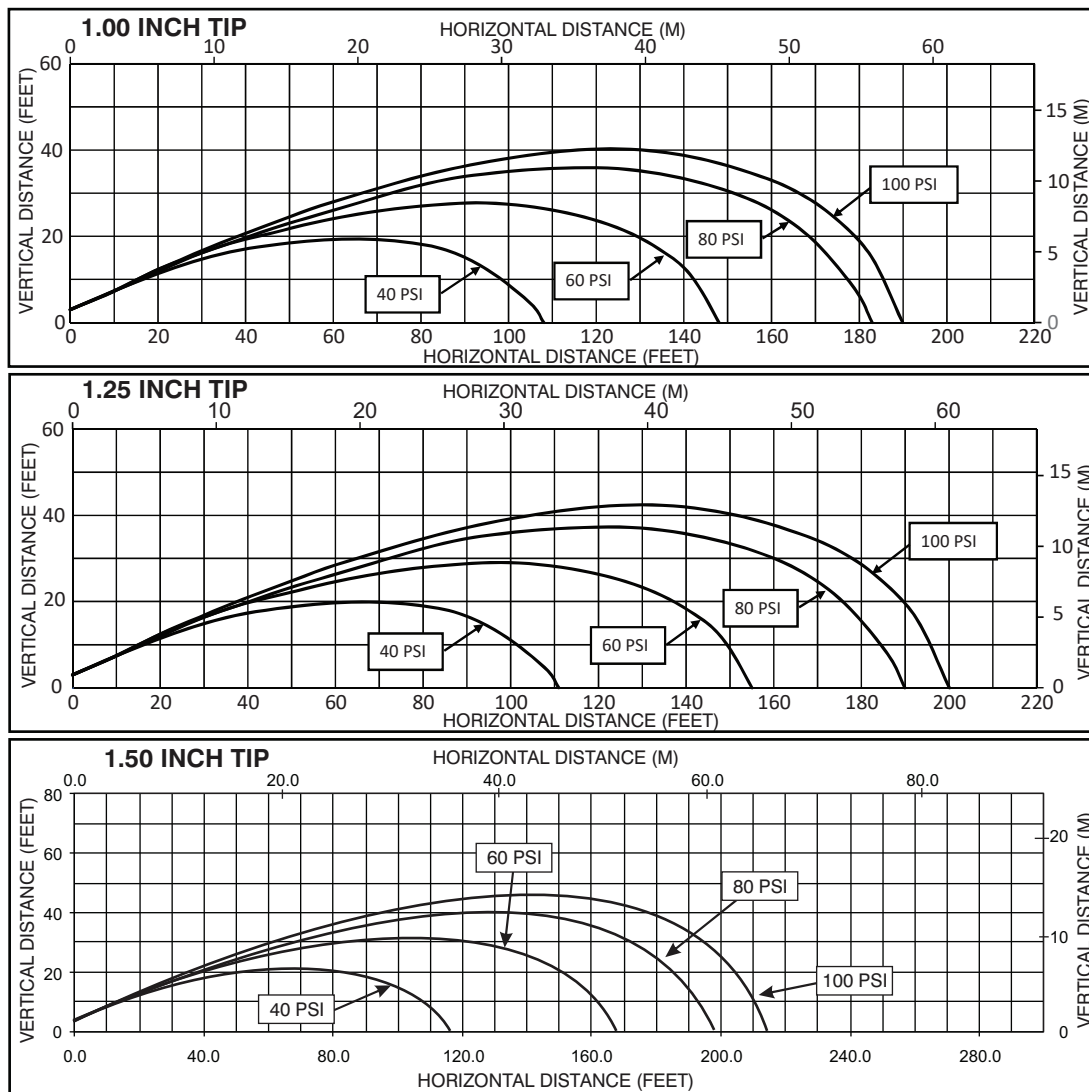 1.00 INCH TIP
HORIZONTAL DISTANCE (M)
0 10 20 30 40 50 60
VERTICAL DISTANCE (FEET)
60
40
20
0
VERTICAL DISTANCE (M)
15
10
5
0
100 PSI
80 PSI
60 PSI
40 PSI
0 20 40 60 80 100 120 140 160 180 200 220
HORIZONTAL DISTANCE (FEET)
1.25 INCH TIP
HORIZONTAL DISTANCE (M)
0 10 20 30 40 50 60
VERTICAL DISTANCE (FEET)
60
40
20
0
VERTICAL DISTANCE (M)
15
10
5
0
100 PSI
80 PSI
60 PSI
40 PSI
0 20 40 60 80 100 120 140 160 180 200 220
HORIZONTAL DISTANCE (FEET)
1.50 INCH TIP
HORIZONTAL DISTANCE (M)
0.0 20.0 40.0 60.0 80.0
VERTICAL DISTANCE (FEET)
80
60
40
20
0
VERTICAL DISTANCE (M)
20
10
0
60 PSI
80 PSI
100 PSI
40 PSI
0.0 40.0 80.0 120.0 160.0 200.0 240.0 280.0
HORIZONTAL DISTANCE (FEET)